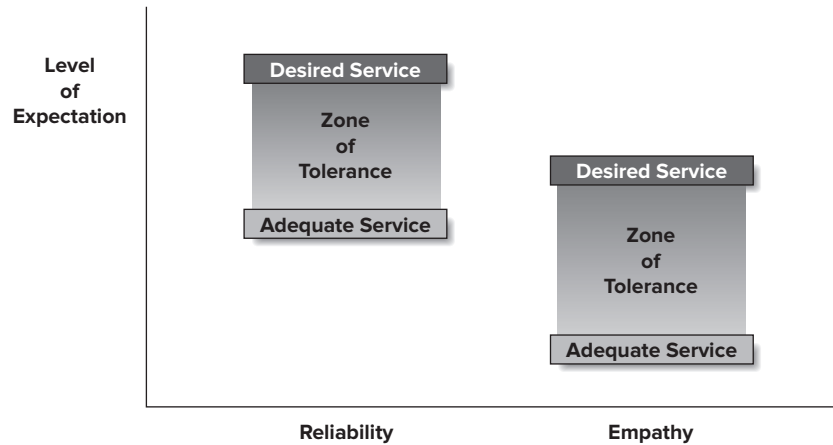 Level
of
Expectation
Desired Service
Zone
of
Tolerance
Adequate Service
Desired Service
Zone
of
Tolerance
Adequate Service
Reliability
Empathy